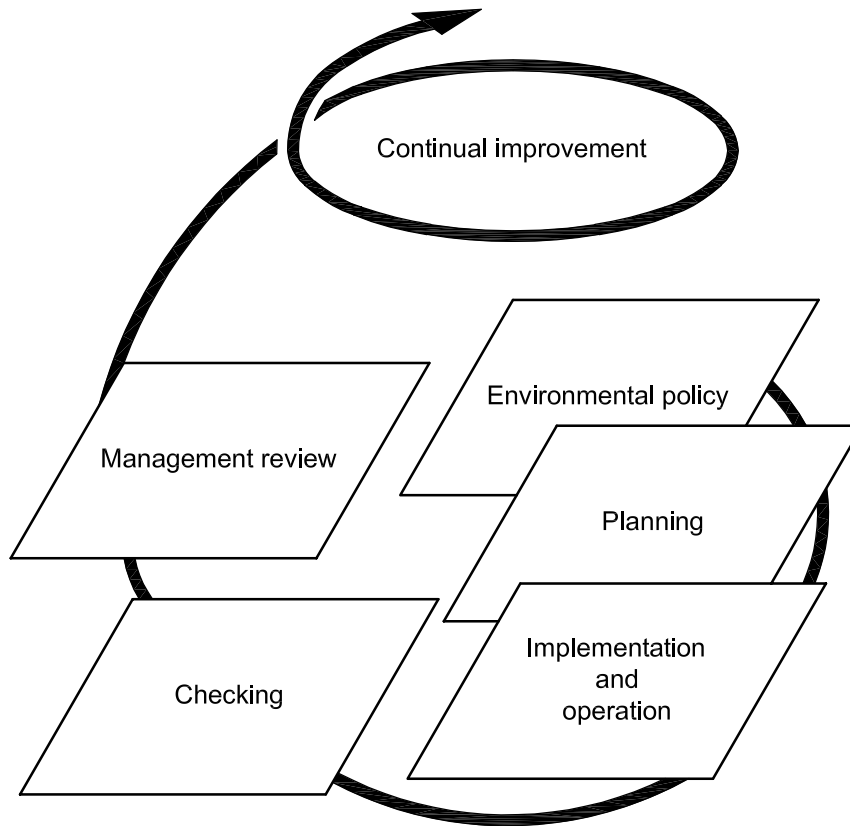 Continual improvement
Environmental policy
Management review
Planning
Implementation
and
operation
Checking